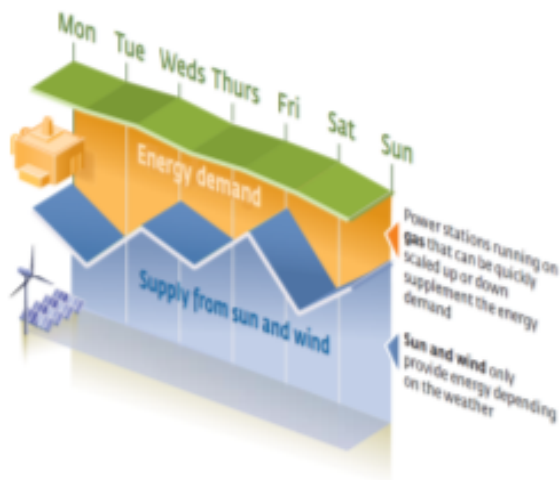 Mon
Tue
Weds
Thurs
Fri
Sat
Sun
Energy demand
Supply from sun and wind
Power stations running on
gas that can be quickly
scaled up or down
supplement the energy
demand
Sun and wind only
provide energy depending
on the weather